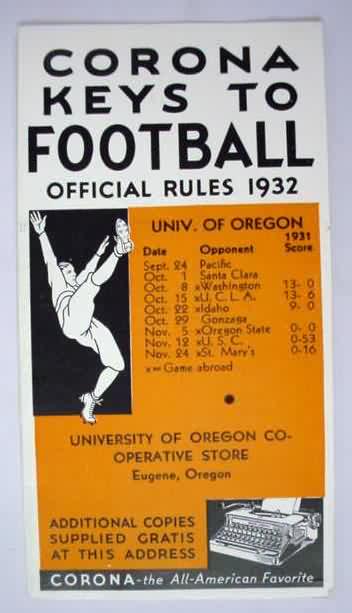 CORONA
KEYS TO
FOOTBALL
OFFICIAL RULES 1932
UNIV. OF OREGON
1931
Date Opponent Score
Sept. 24 Pacific
Oct. 1 Santa Clara
Oct. 8 xWashington 13- 0
Oct. 15 xU. C. L. A. 13- 6
Oct. 22 xIdaho 9- 0
Oct. 29 Gonzaga
Nov. 5 xOregon State 0- 0
Nov. 12 xU. S. C. 0-53
Nov. 24 xSt. Mary's 0-16
x=Game abroad
UNIVERSITY OF OREGON CO-
OPERATIVE STORE
Eugene, Oregon
ADDITIONAL COPIES
SUPPLIED GRATIS
AT THIS ADDRESS
CORONA-the All-American Favorite